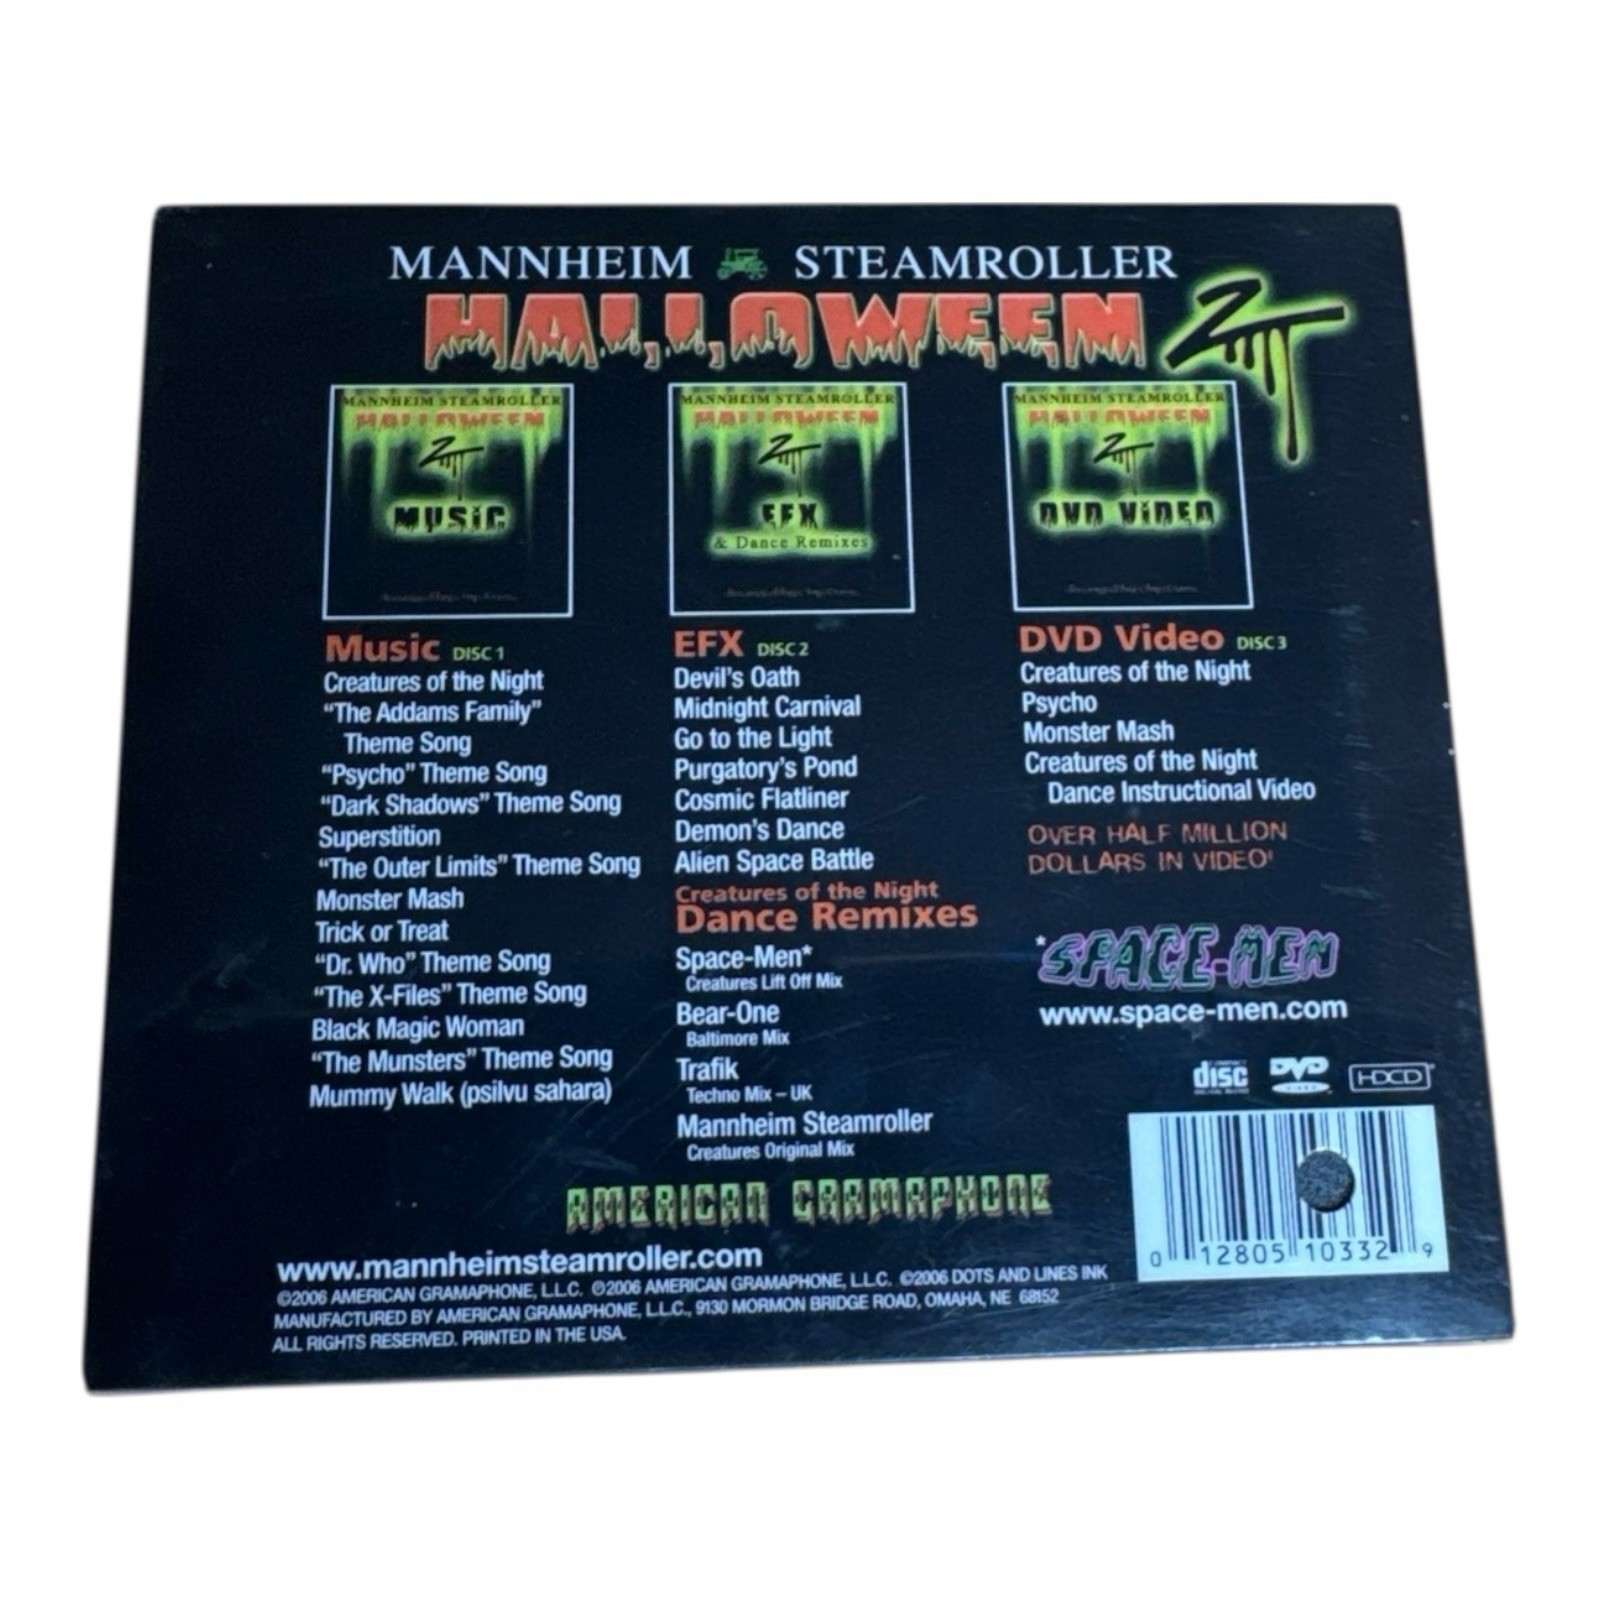 MANNHEIM STEAMROLLER
HALLOWEEN 2
MANNHEIM STEAMROLLER
HALLOWEEN
2
MUSIC
MANNHEIM STEAMROLLER
HALLOWEEN
2
EFX
& Dance Remixes
MANNHEIM STEAMROLLER
HALLOWEEN
2
DVD VIDEO
Music DISC 1
Creatures of the Night
“The Addams Family”
Theme Song
“Psycho” Theme Song
“Dark Shadows” Theme Song
Superstition
“The Outer Limits” Theme Song
Monster Mash
Trick or Treat
“Dr. Who” Theme Song
“The X-Files” Theme Song
Black Magic Woman
“The Munsters” Theme Song
Mummy Walk (psilvu sahara)
EFX DISC 2
Devil's Oath
Midnight Carnival
Go to the Light
Purgatory's Pond
Cosmic Flatliner
Demon's Dance
Alien Space Battle
Creatures of the Night
Dance Remixes
Space-Men*
Creatures Lift Off Mix
Bear-One
Baltimore Mix
Trafik
Techno Mix – UK
Mannheim Steamroller
Creatures Original Mix
DVD Video DISC 3
Creatures of the Night
Psycho
Monster Mash
Creatures of the Night
Dance Instructional Video
OVER HALF MILLION
DOLLARS IN VIDEO!
*SPACE-MEN
www.space-men.com
disc DVD HDCD
AMERICAN GRAMAPHONE
www.mannheimsteamroller.com
©2006 AMERICAN GRAMAPHONE, L.L.C. ℗2006 AMERICAN GRAMAPHONE, L.L.C. ©2006 DOTS AND LINES INK
MANUFACTURED BY AMERICAN GRAMAPHONE, L.L.C., 9130 MORMON BRIDGE ROAD, OMAHA, NE 68152
ALL RIGHTS RESERVED. PRINTED IN THE USA.
0 12805 10332 9